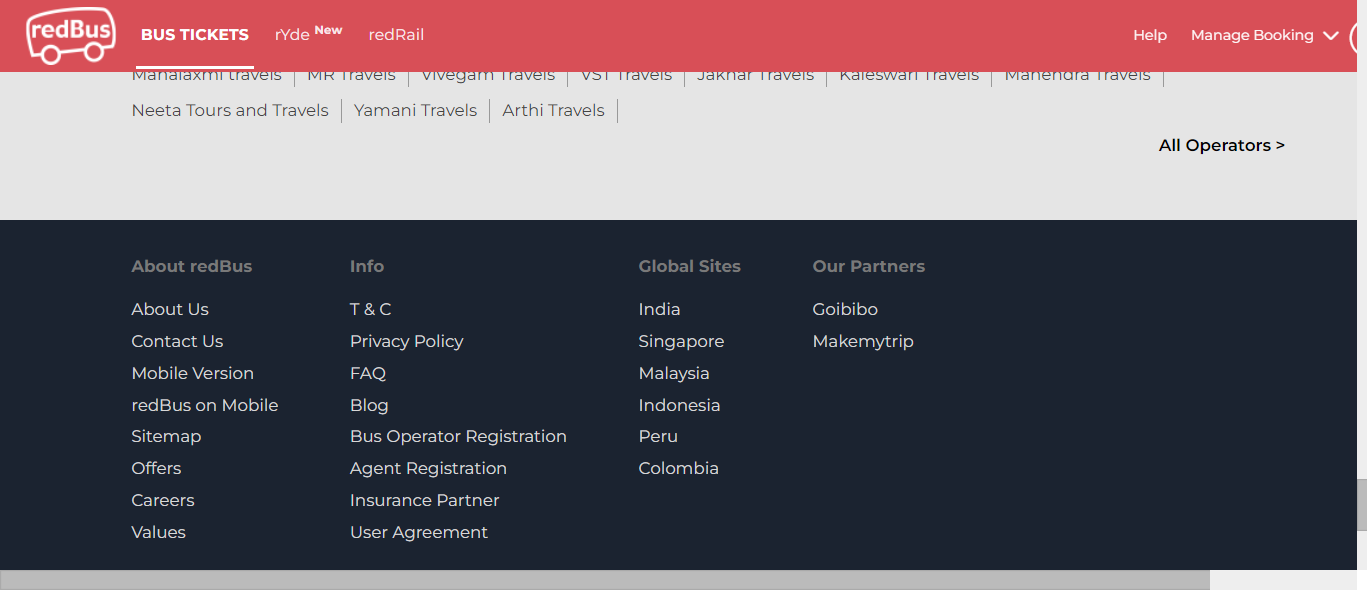 redBus BUS TICKETS rYde New redRail Help Manage Booking
Mahalaxmi travels MR Travels Vivegam Travels VST Travels Jakhar Travels Kaleswari Travels Mahendra Travels
Neeta Tours and Travels Yamani Travels Arthi Travels
All Operators >
About redBus Info Global Sites Our Partners
About Us T & C India Goibibo
Contact Us Privacy Policy Singapore Makemytrip
Mobile Version FAQ Malaysia
redBus on Mobile Blog Indonesia
Sitemap Bus Operator Registration Peru
Offers Agent Registration Colombia
Careers Insurance Partner
Values User Agreement